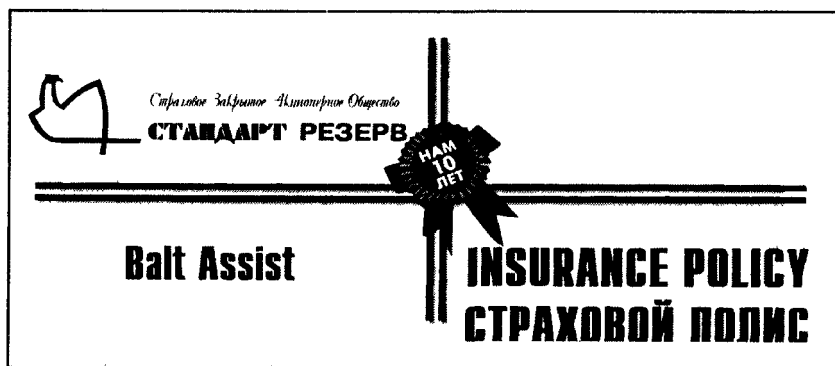 Страховое Закрытое Акционерное Общество
СТАНДАРТ РЕЗЕРВ
НАМ
10
ЛЕТ
Balt Assist
INSURANCE POLICY
СТРАХОВОЙ ПОЛИС